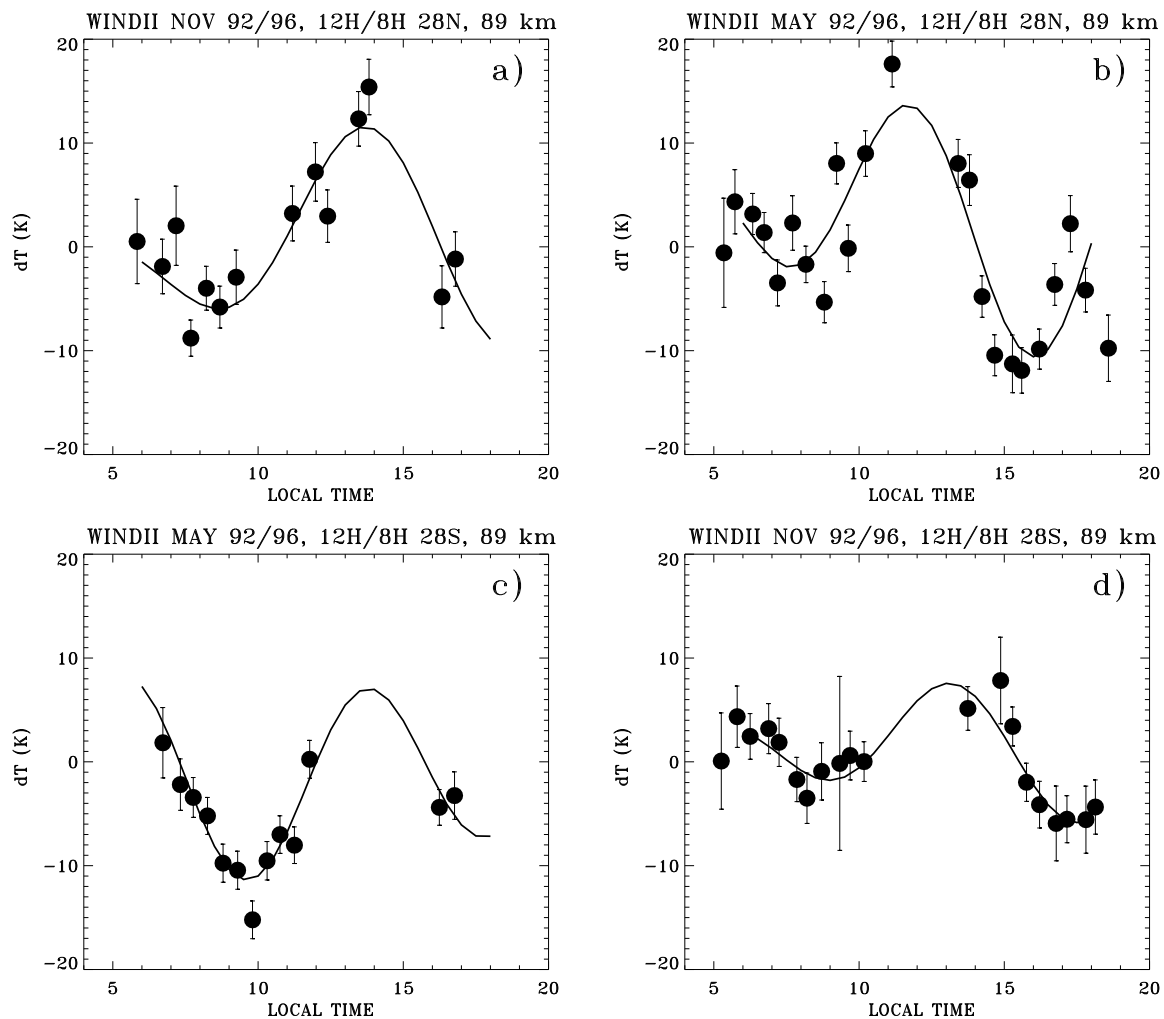 WINDII NOV 92/96, 12H/8H 28N, 89 km
a)
20
10
0
−10
−20
dT (K)
5 10 15 20
LOCAL TIME
WINDII MAY 92/96, 12H/8H 28N, 89 km
b)
20
10
0
−10
−20
dT (K)
5 10 15 20
LOCAL TIME
WINDII MAY 92/96, 12H/8H 28S, 89 km
c)
20
10
0
−10
−20
dT (K)
5 10 15 20
LOCAL TIME
WINDII NOV 92/96, 12H/8H 28S, 89 km
d)
20
10
0
−10
−20
dT (K)
5 10 15 20
LOCAL TIME